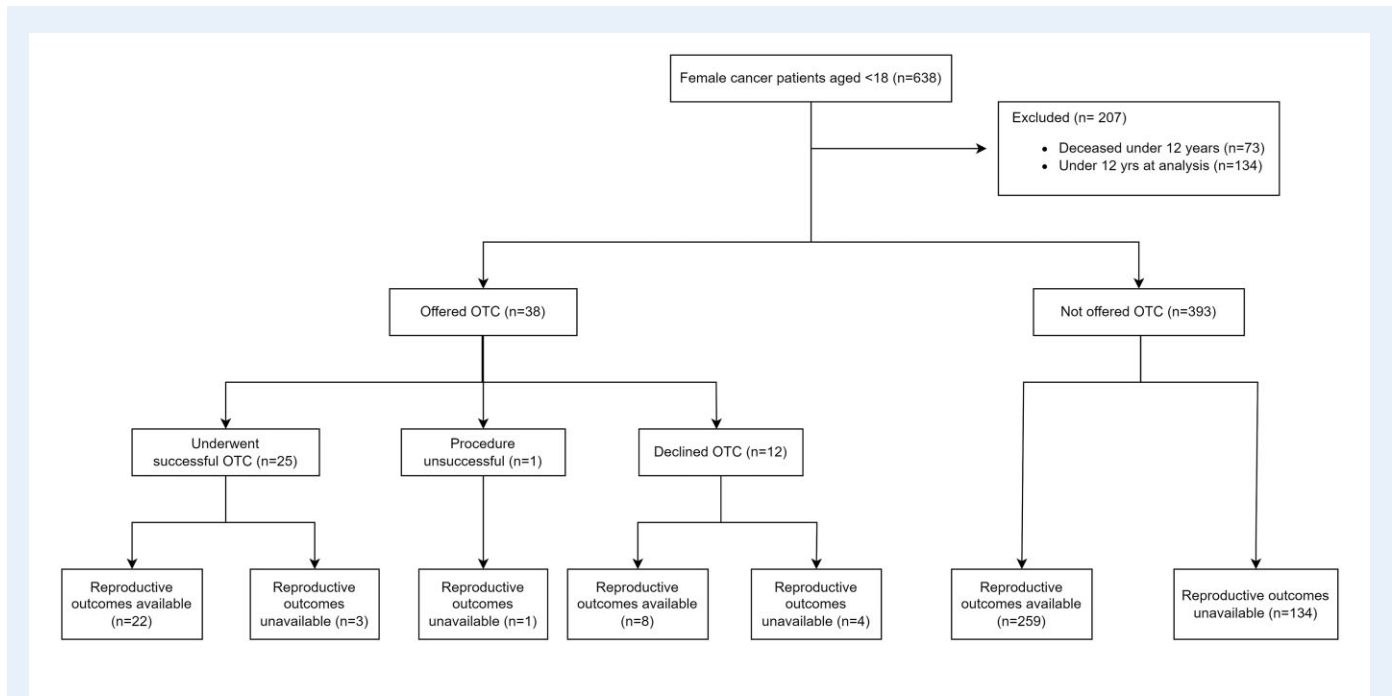 Female cancer patients aged <18 (n=638)
Excluded (n= 207)
• Deceased under 12 years (n=73)
• Under 12 yrs at analysis (n=134)
Offered OTC (n=38)
Not offered OTC (n=393)
Underwent
successful OTC (n=25)
Procedure
unsuccessful (n=1)
Declined OTC (n=12)
Reproductive
outcomes available
(n=22)
Reproductive
outcomes
unavailable (n=3)
Reproductive
outcomes
unavailable (n=1)
Reproductive
outcomes available
(n=8)
Reproductive
outcomes
unavailable (n=4)
Reproductive
outcomes available
(n=259)
Reproductive outcomes
unavailable (n=134)